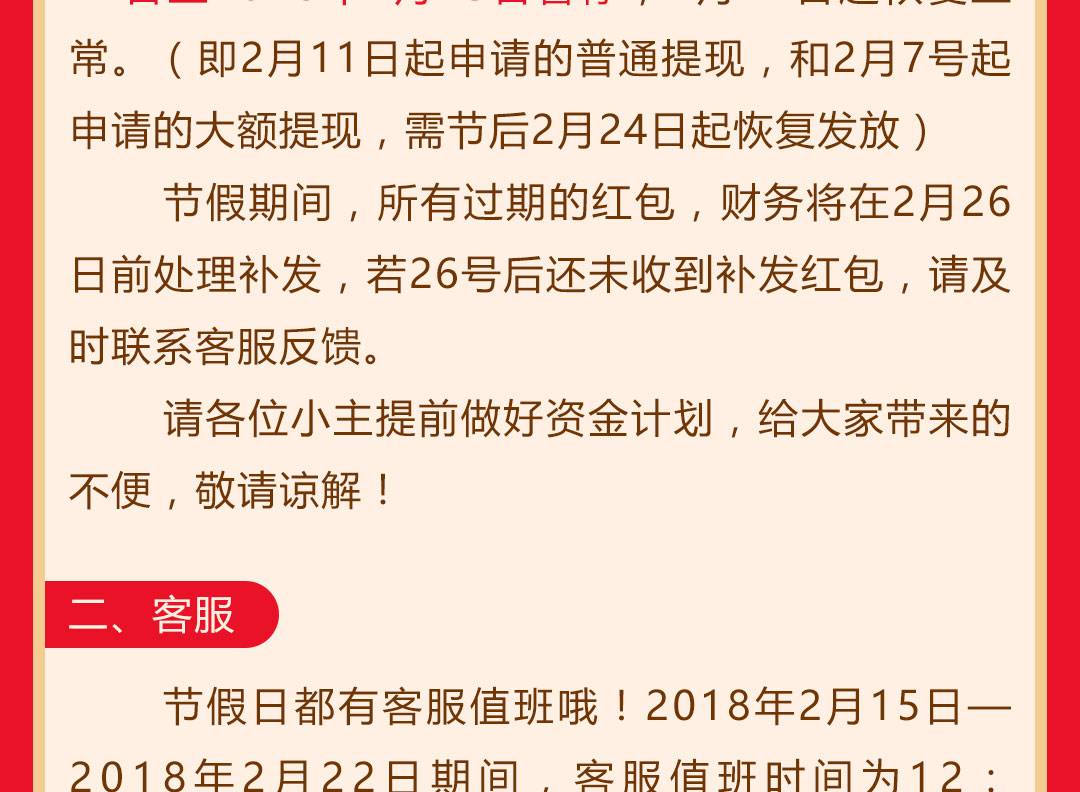 常。（即2月11日起申请的普通提现，和2月7号起
申请的大额提现，需节后2月24日起恢复发放）
节假期间，所有过期的红包，财务将在2月26
日前处理补发，若26号后还未收到补发红包，请及
时联系客服反馈。
请各位小主提前做好资金计划，给大家带来的
不便，敬请谅解！
二、客服
节假日都有客服值班哦！2018年2月15日—
2018年2月22日期间，客服值班时间为12：